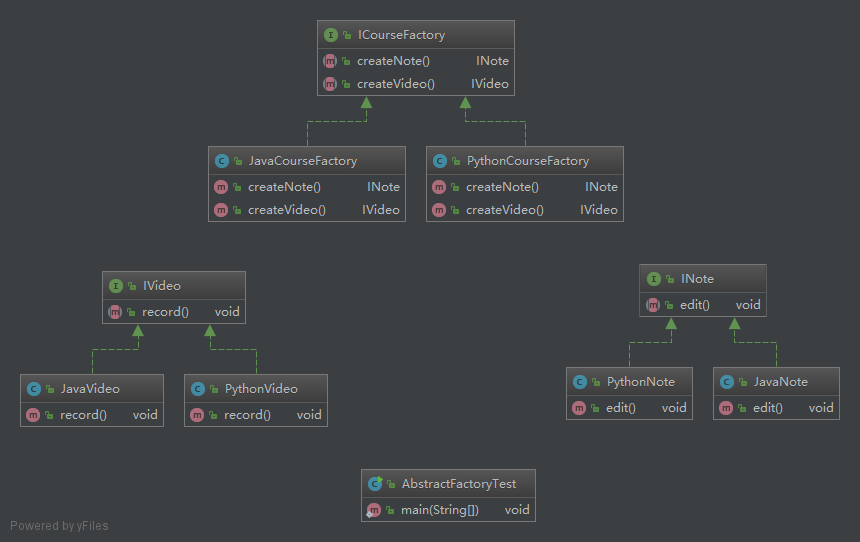 ICourseFactory
createNote() INote
createVideo() IVideo
JavaCourseFactory
createNote() INote
createVideo() IVideo
PythonCourseFactory
createNote() INote
createVideo() IVideo
IVideo
record() void
INote
edit() void
JavaVideo
record() void
PythonVideo
record() void
PythonNote
edit() void
JavaNote
edit() void
AbstractFactoryTest
main(String[]) void
Powered by yFiles